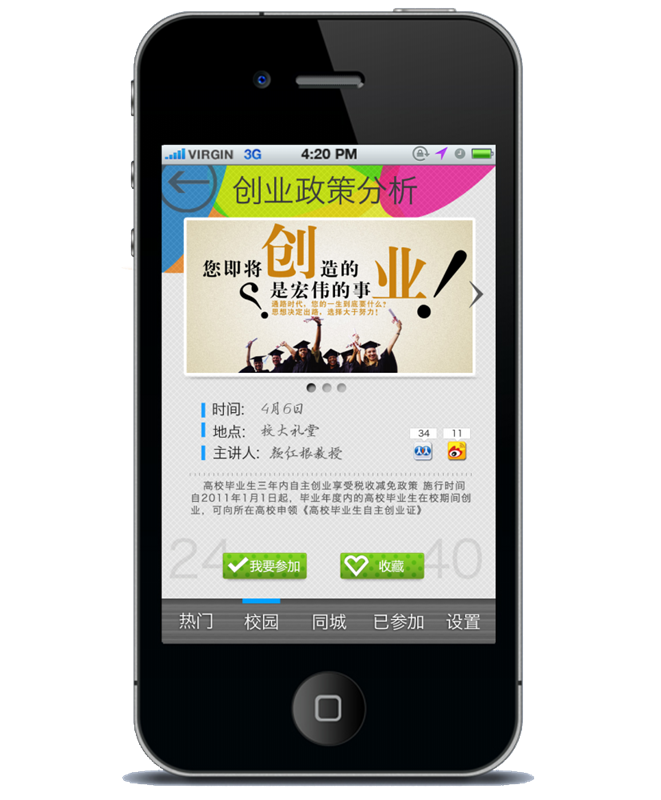 VIRGIN 3G 4:20 PM
创业政策分析
您即将创造的
是宏伟的事业!
通路时代，您的一生到底要什么?
思想决定出路，选择大于努力!
时间: 4月6日
地点: 校大礼堂
主讲人: 颜红根教授
34 11
高校毕业生三年内自主创业享受税收减免政策 施行时间
自2011年1月1日起，毕业年度内的高校毕业生在校期间创
业，可向所在高校申领《高校毕业生自主创业证》
24 我要参加 收藏 40
热门 校园 同城 已参加 设置